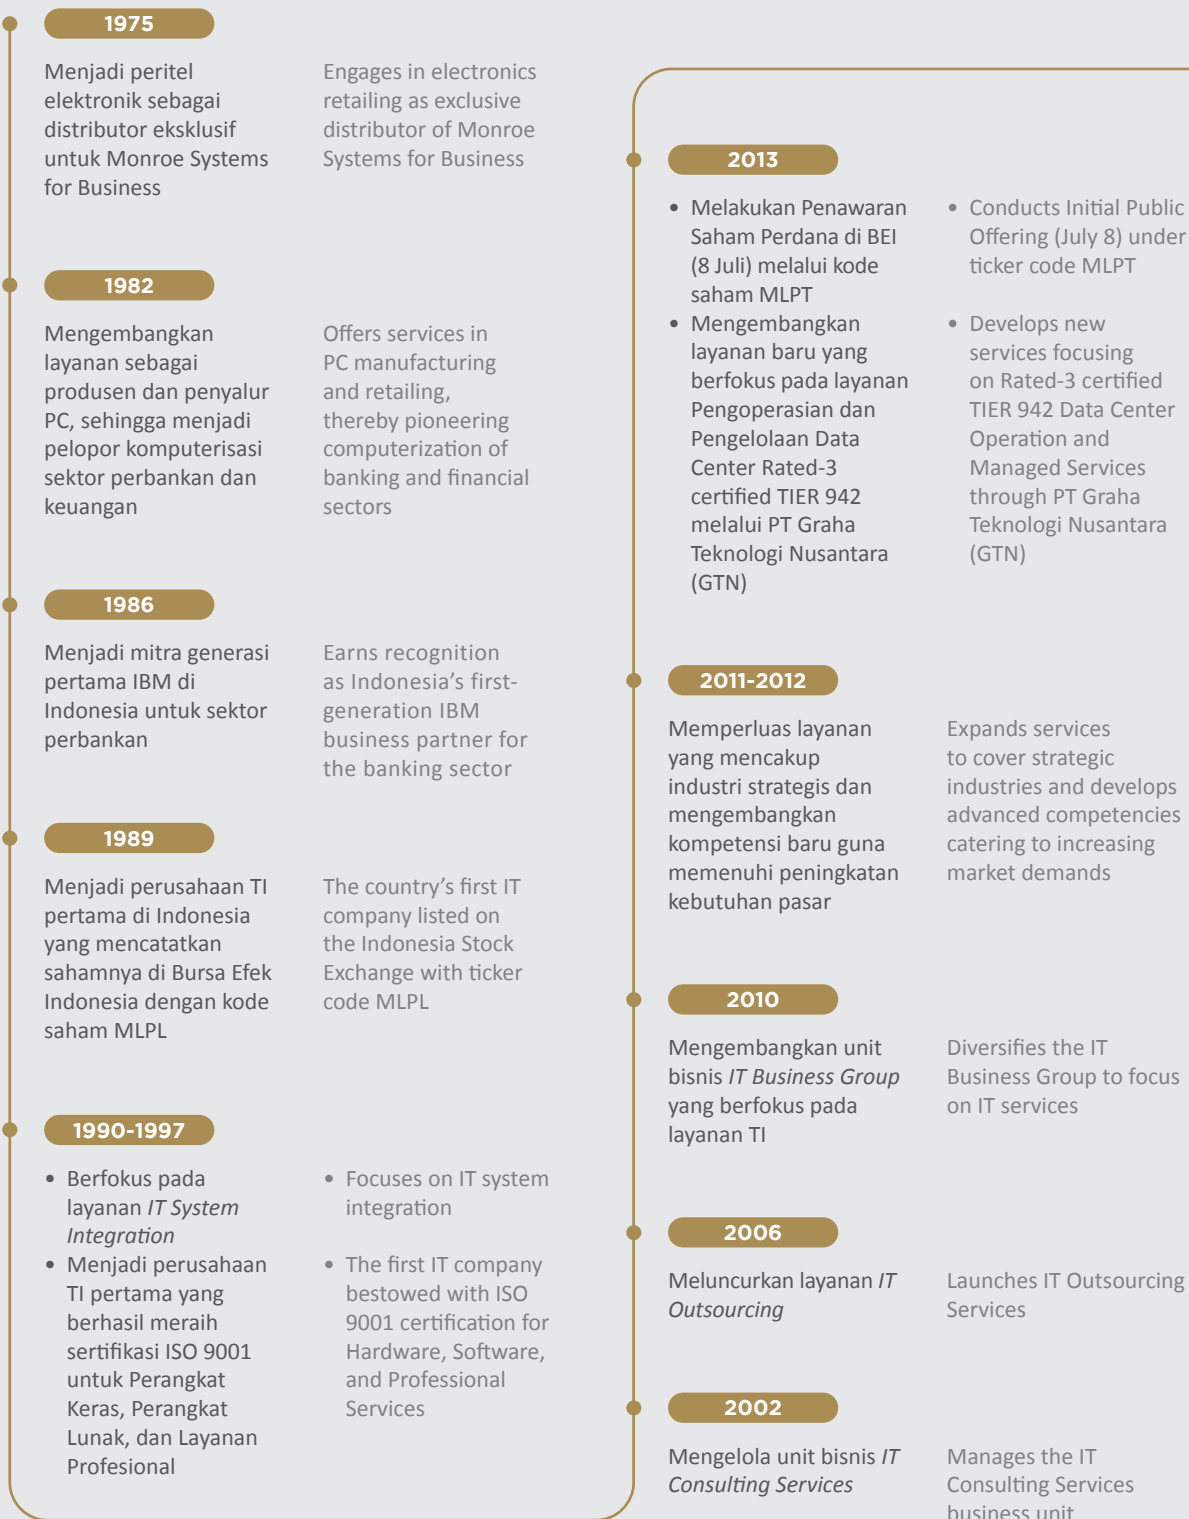 1975
Menjadi peritel
elektronik sebagai
distributor eksklusif
untuk Monroe Systems
for Business
Engages in electronics
retailing as exclusive
distributor of Monroe
Systems for Business
1982
Mengembangkan
layanan sebagai
produsen dan penyalur
PC, sehingga menjadi
pelopor komputerisasi
sektor perbankan dan
keuangan
Offers services in
PC manufacturing
and retailing,
thereby pioneering
computerization of
banking and financial
sectors
1986
Menjadi mitra generasi
pertama IBM di
Indonesia untuk sektor
perbankan
Earns recognition
as Indonesia’s first-
generation IBM
business partner for
the banking sector
1989
Menjadi perusahaan TI
pertama di Indonesia
yang mencatatkan
sahamnya di Bursa Efek
Indonesia dengan kode
saham MLPL
The country’s first IT
company listed on
the Indonesia Stock
Exchange with ticker
code MLPL
1990-1997
• Berfokus pada
layanan IT System
Integration
• Menjadi perusahaan
TI pertama yang
berhasil meraih
sertifikasi ISO 9001
untuk Perangkat
Keras, Perangkat
Lunak, dan Layanan
Profesional
• Focuses on IT system
integration
• The first IT company
bestowed with ISO
9001 certification for
Hardware, Software,
and Professional
Services
2013
• Melakukan Penawaran
Saham Perdana di BEI
(8 Juli) melalui kode
saham MLPT
• Mengembangkan
layanan baru yang
berfokus pada layanan
Pengoperasian dan
Pengelolaan Data
Center Rated-3
certified TIER 942
melalui PT Graha
Teknologi Nusantara
(GTN)
• Conducts Initial Public
Offering (July 8) under
ticker code MLPT
• Develops new
services focusing
on Rated-3 certified
TIER 942 Data Center
Operation and
Managed Services
through PT Graha
Teknologi Nusantara
(GTN)
2011-2012
Memperluas layanan
yang mencakup
industri strategis dan
mengembangkan
kompetensi baru guna
memenuhi peningkatan
kebutuhan pasar
Expands services
to cover strategic
industries and develops
advanced competencies
catering to increasing
market demands
2010
Mengembangkan unit
bisnis IT Business Group
yang berfokus pada
layanan TI
Diversifies the IT
Business Group to focus
on IT services
2006
Meluncurkan layanan IT
Outsourcing
Launches IT Outsourcing
Services
2002
Mengelola unit bisnis IT
Consulting Services
Manages the IT
Consulting Services
business unit